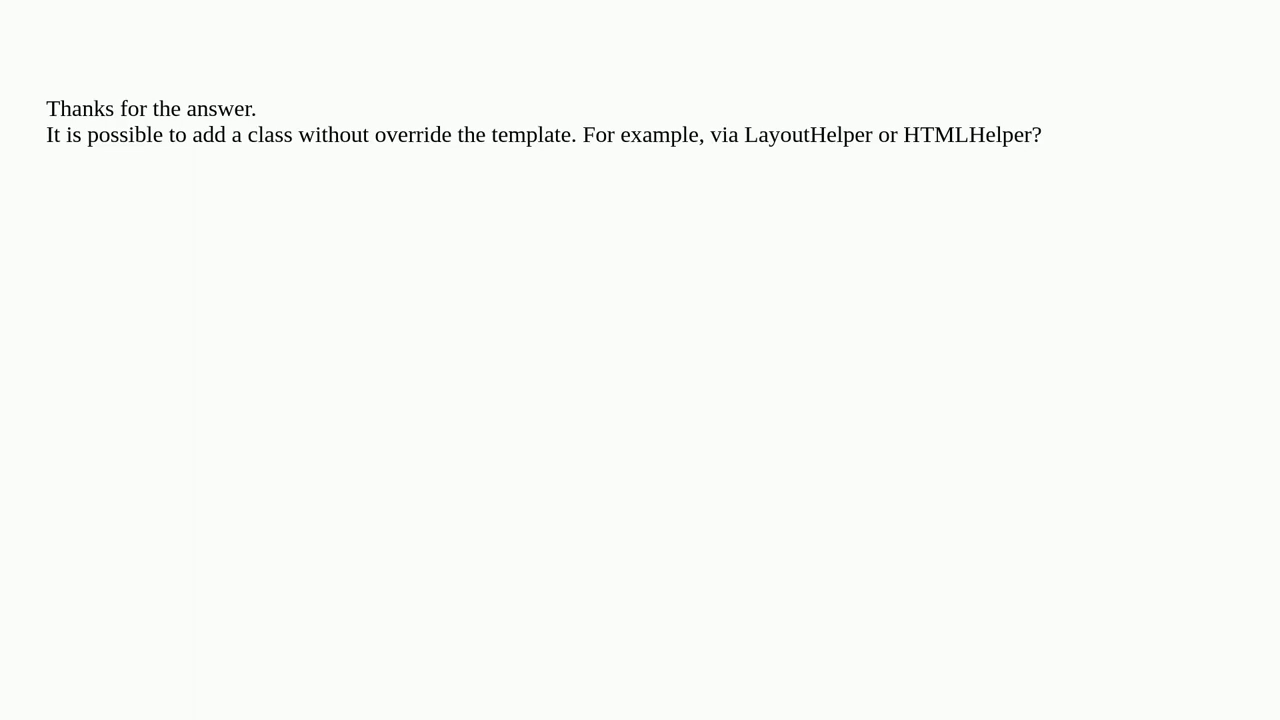 Thanks for the answer.
It is possible to add a class without override the template. For example, via LayoutHelper or HTMLHelper?